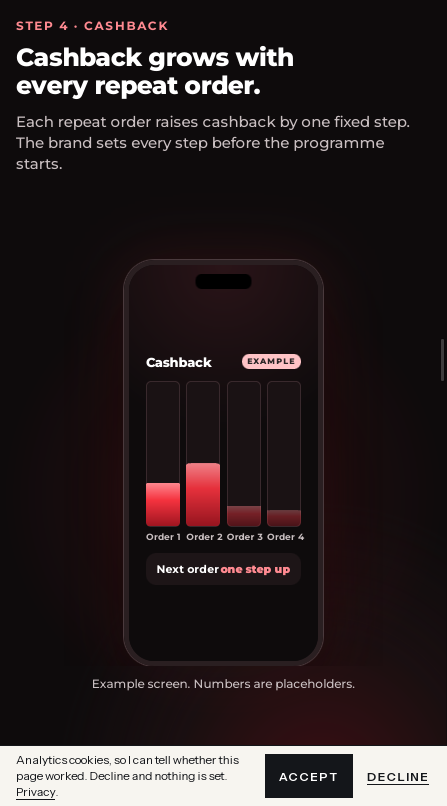 STEP 4 · CASHBACK
Cashback grows with
every repeat order.
Each repeat order raises cashback by one fixed step.
The brand sets every step before the programme
starts.
Cashback
EXAMPLE
Order 1 Order 2 Order 3 Order 4
Next order one step up
Example screen. Numbers are placeholders.
Analytics cookies, so I can tell whether this
page worked. Decline and nothing is set.
Privacy.
ACCEPT
DECLINE